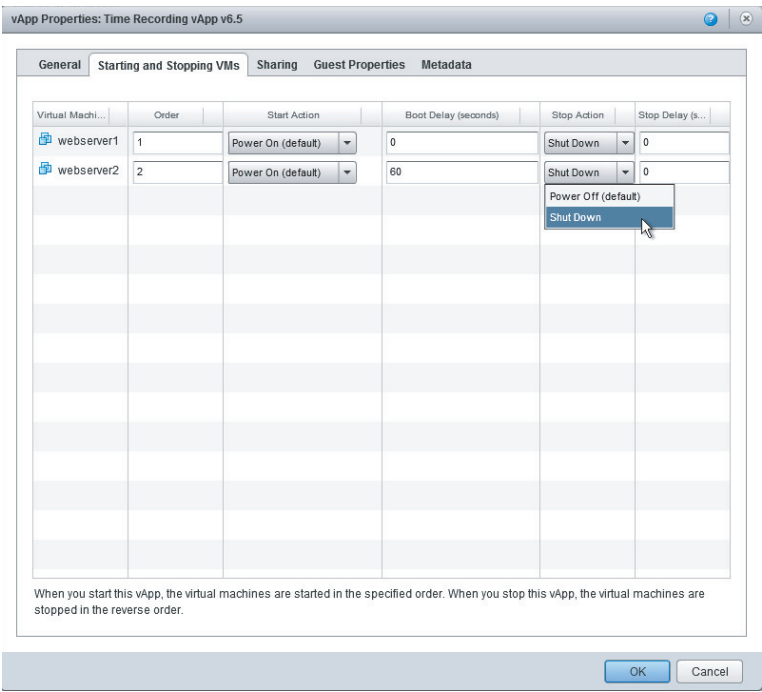 vApp Properties: Time Recording vApp v6.5
General Starting and Stopping VMs Sharing Guest Properties Metadata
Virtual Machi... Order Start Action Boot Delay (seconds) Stop Action Stop Delay (s...
webserver1 1 Power On (default) 0 Shut Down 0
webserver2 2 Power On (default) 60 Shut Down 0
Power Off (default)
Shut Down
When you start this vApp, the virtual machines are started in the specified order. When you stop this vApp, the virtual machines are
stopped in the reverse order.
OK Cancel